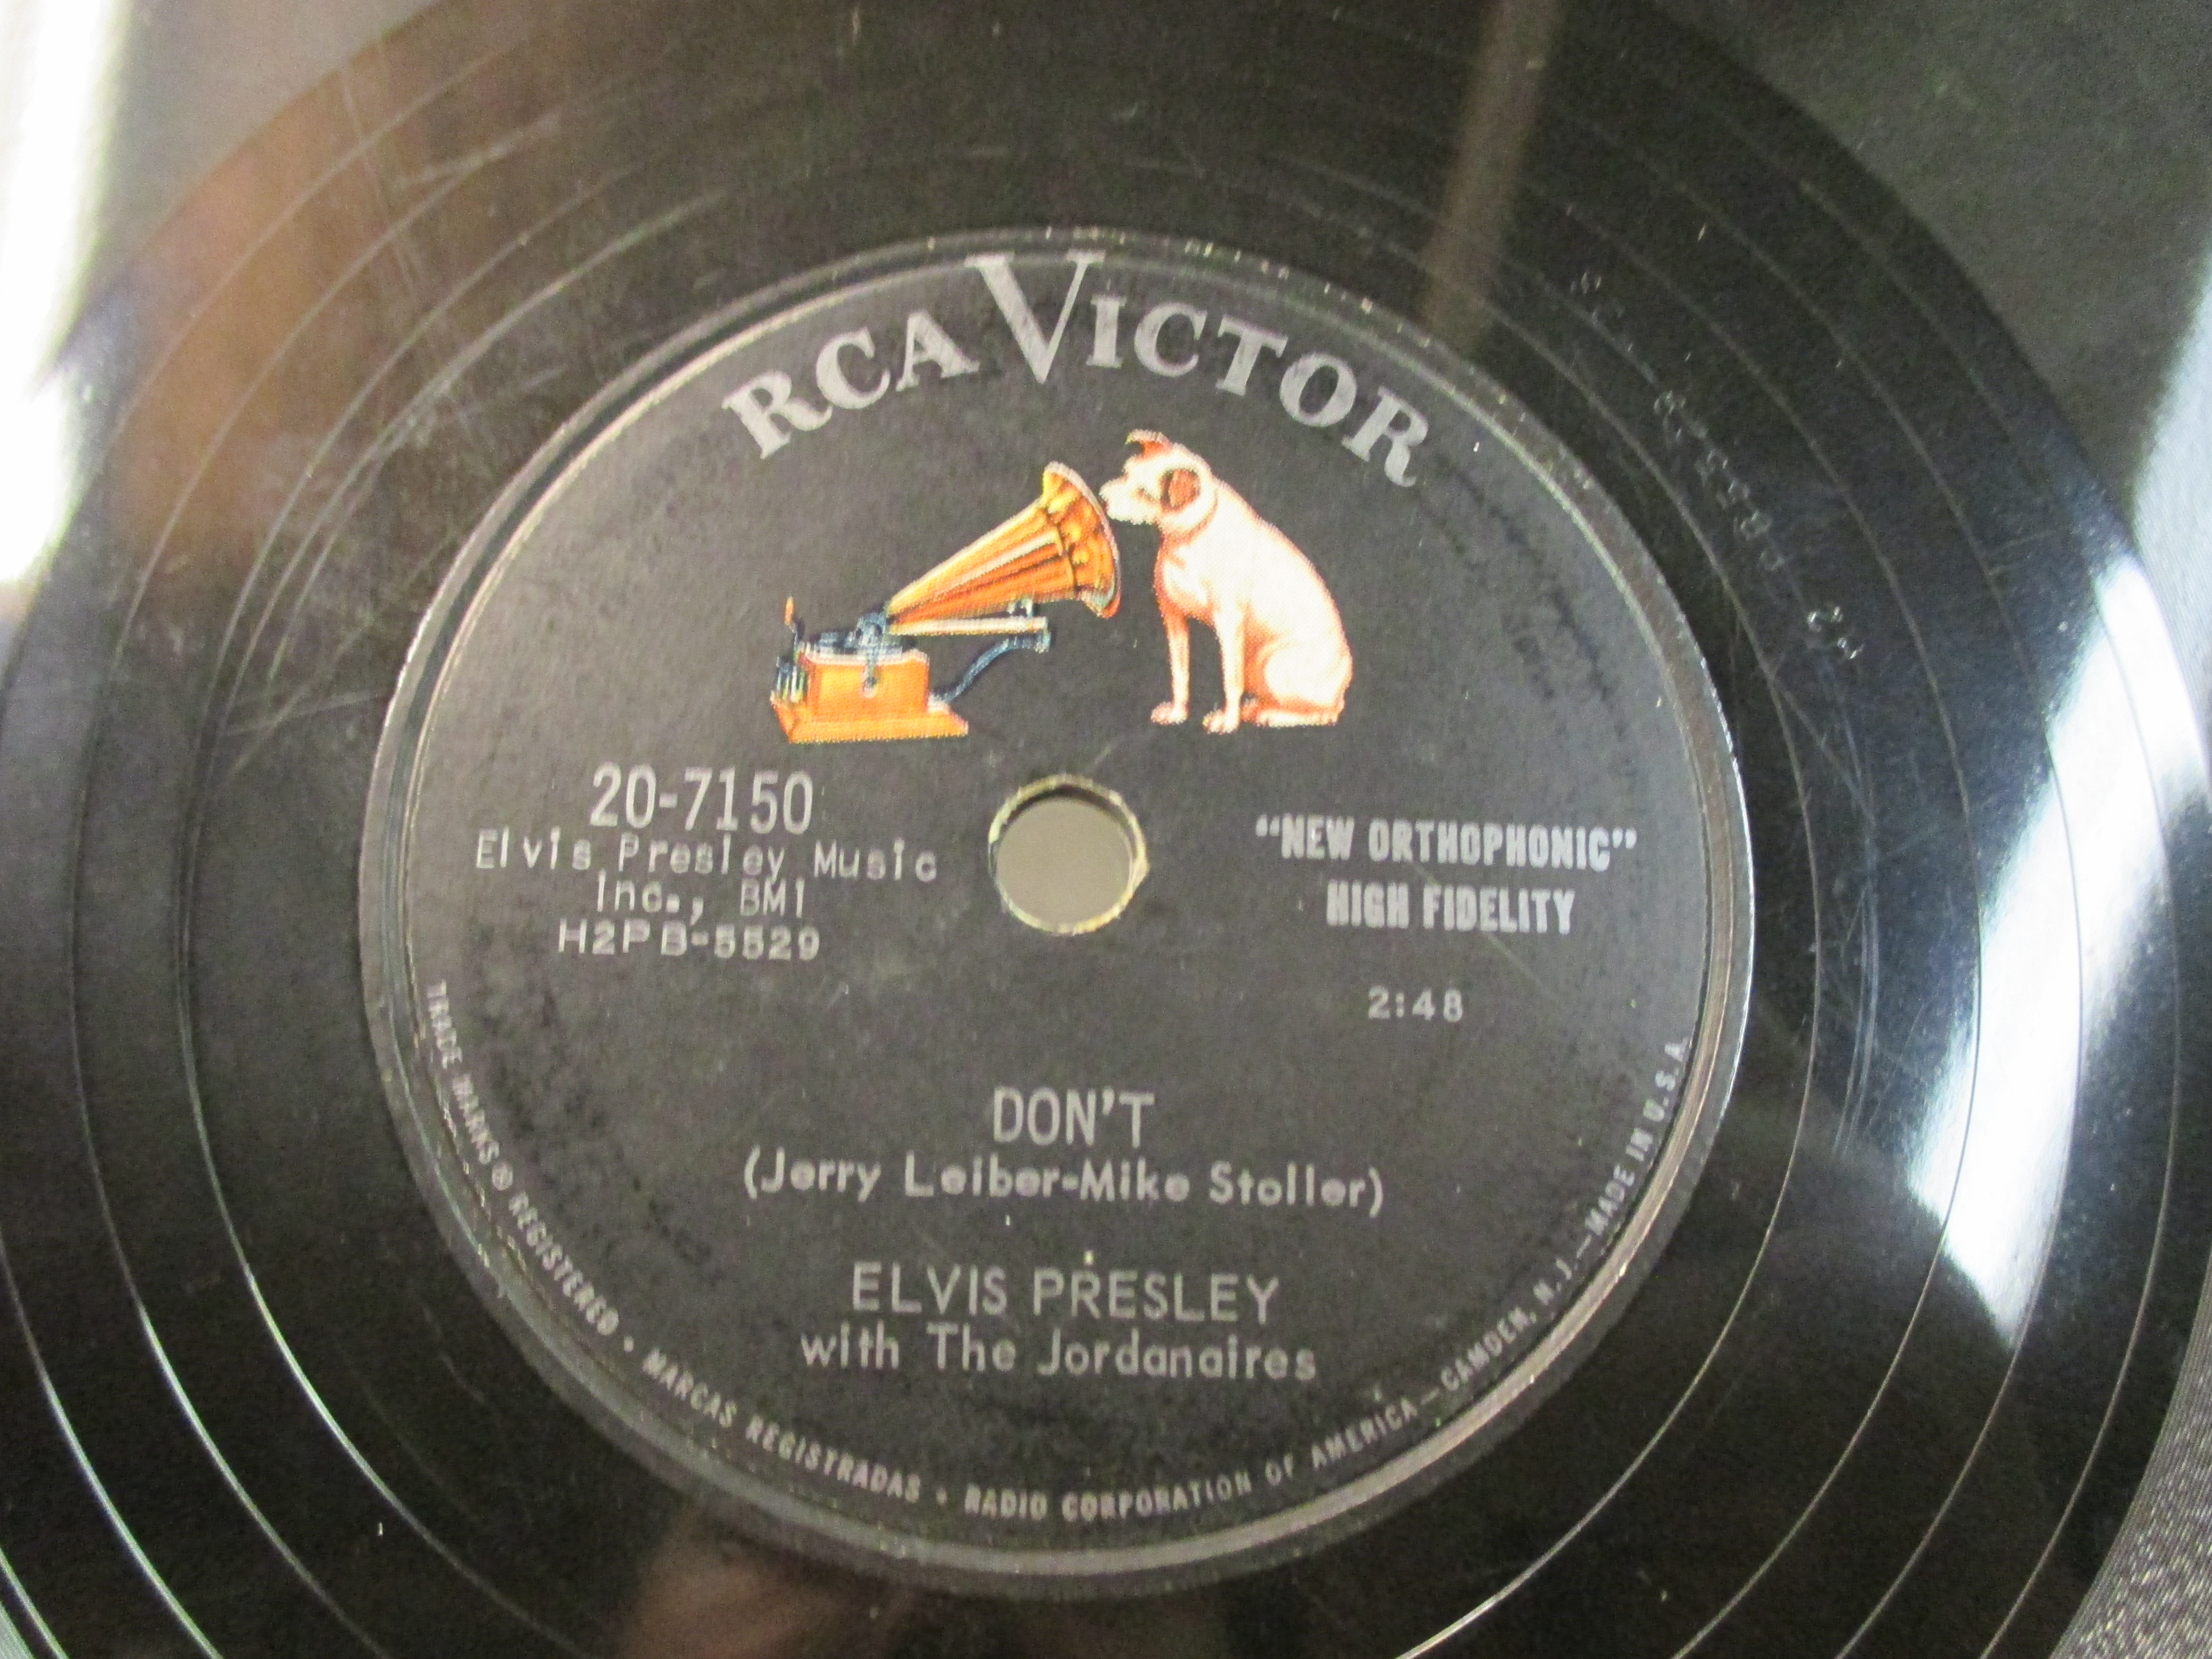 RCA VICTOR
20-7150
Elvis Presley Music
Inc., BMI
H2PB-5529
"NEW ORTHOPHONIC"
HIGH FIDELITY
2:48
DON'T
(Jerry Leiber-Mike Stoller)
ELVIS PRESLEY
with The Jordanaires
TRADE MARKS ® REGISTERED • MARCAS REGISTRADAS • RADIO CORPORATION OF AMERICA—CAMDEN, N. J.—MADE IN U.S.A.